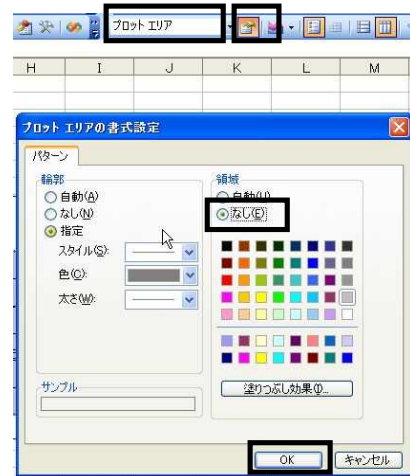 プロット エリア
H I J K L M
プロット エリアの書式設定
パターン
輪郭
自動(A)
なし(N)
指定
スタイル(S):
色(C):
太さ(W):
サンプル
領域
自動(U)
なし(E)
塗りつぶし効果(I)...
OK
キャンセル